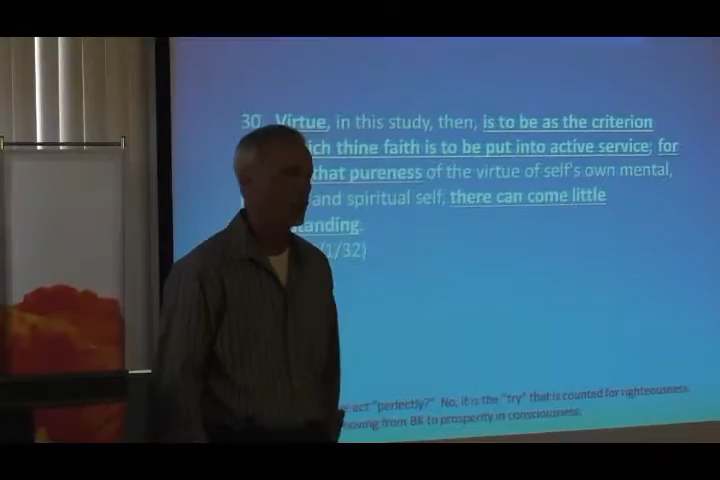 30. Virtue, in this study, then, is to be as the criterion
thine faith is to be put into active service; for
that pureness of the virtue of self's own mental,
and spiritual self, there can come little
/1/32)
act "perfectly?" No, it is the "try" that is counted for righteousness.
moving from BK to prosperity in consciousness.